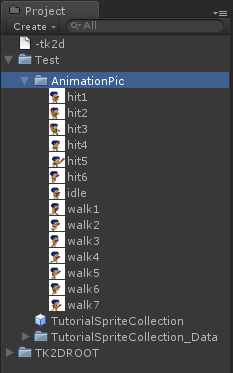 Project
Create
All
-tk2d
Test
AnimationPic
hit1
hit2
hit3
hit4
hit5
hit6
idle
walk1
walk2
walk3
walk4
walk5
walk6
walk7
TutorialSpriteCollection
TutorialSpriteCollection_Data
TK2DROOT